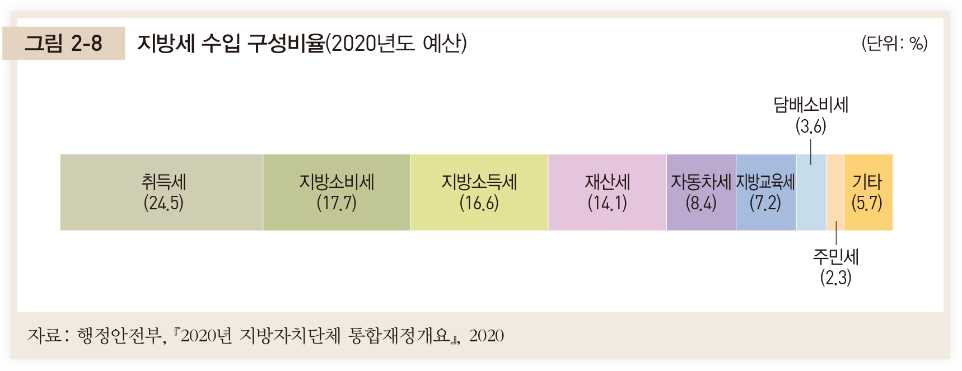 그림 2-8 지방세 수입 구성비율(2020년도 예산) (단위: %)
담배소비세
(3.6)
취득세 지방소비세 지방소득세 재산세 자동차세 지방교육세 기타
(24.5) (17.7) (16.6) (14.1) (8.4) (7.2) (5.7)
주민세
(2.3)
자료: 행정안전부, 『2020년 지방자치단체 통합재정개요』, 2020